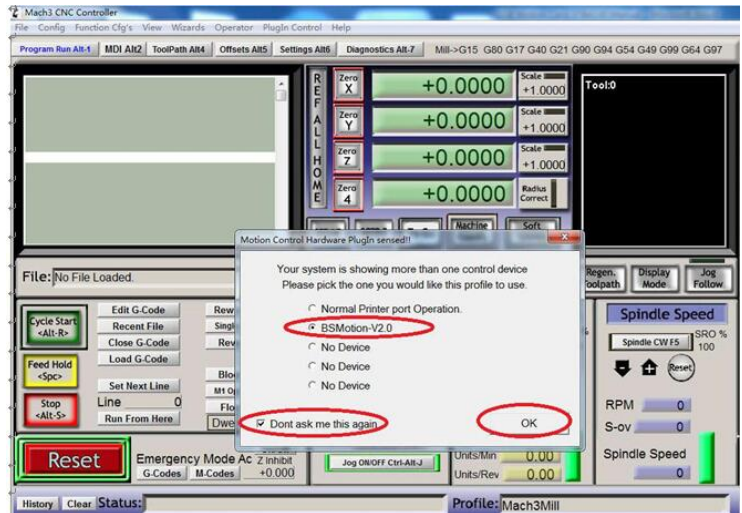 Mach3 CNC Controller
File Config Function Cfg's View Wizards Operator PlugIn Control Help
Program Run Alt-1 MDI Alt2 ToolPath Alt4 Offsets Alt5 Settings Alt6 Diagnostics Alt-7 Mill->G15 G80 G17 G40 G21 G90 G94 G54 G49 G99 G64 G97
REF ALL HOME
Zero X +0.0000 Scale +1.0000
Tool:0
Zero Y +0.0000 Scale +1.0000
Zero Z +0.0000 Scale +1.0000
Zero 4 +0.0000 Radius Correct
Machine
Soft
Motion Control Hardware PlugIn sensed!!
Your system is showing more than one control device
Please pick the one you would like this profile to use.
Normal Printer port Operation.
BSMotion-V2.0
No Device
No Device
No Device
Dont ask me this again
OK
File: No File Loaded.
Regen. Toolpath
Display Mode
Jog Follow
Cycle Start <Alt-R>
Feed Hold <Spc>
Stop <Alt-S>
Edit G-Code
Recent File
Close G-Code
Load G-Code
Set Next Line
Line 0
Run From Here
Spindle Speed
Spindle CW F5
SRO % 100
Reset
RPM 0
S-ov 0
Spindle Speed
0
Reset
Emergency Mode Ac
G-Codes M-Codes
Z Inhibit
+0.000
Jog ON/OFF Ctrl-Alt-J
Units/Min 0.00
Units/Rev 0.00
History Clear Status: Profile: Mach3Mill